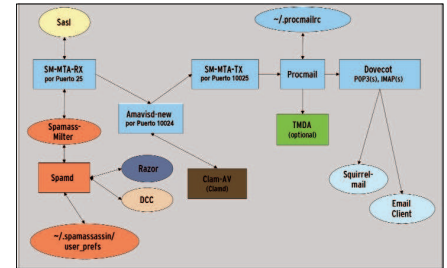 Sasl
~/.procmailrc
SM-MTA-RX
por Puerto 25
SM-MTA-TX
por Puerto 10025
Procmail
Dovecot
POP3(s), IMAP(s)
Amavisd-new
por Puerto 10024
Spamass-
Milter
TMDA
(optional)
Spamd
Razor
DCC
Clam-AV
(Clamd)
Squirrel-
mail
Email
Client
~/.spamassassin/
user_prefs